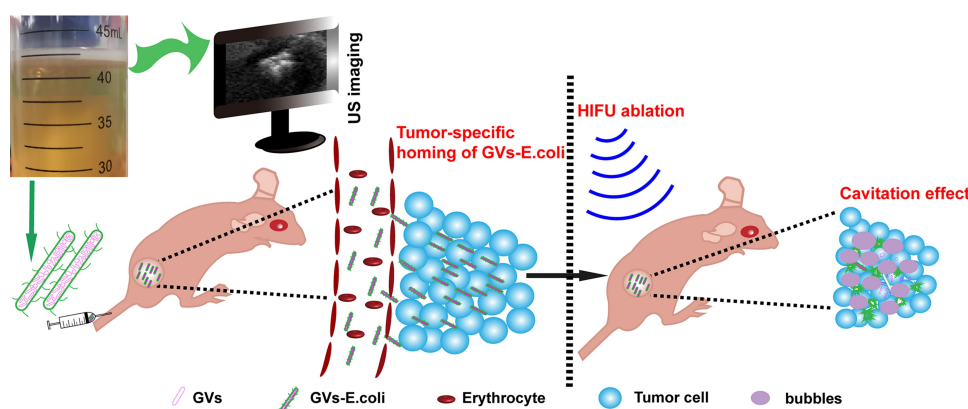 45mL
40
35
30
US imaging
Tumor-specific
homing of GVs-E.coli
HIFU ablation
Cavitation effect
GVs
GVs-E.coli
Erythrocyte
Tumor cell
bubbles